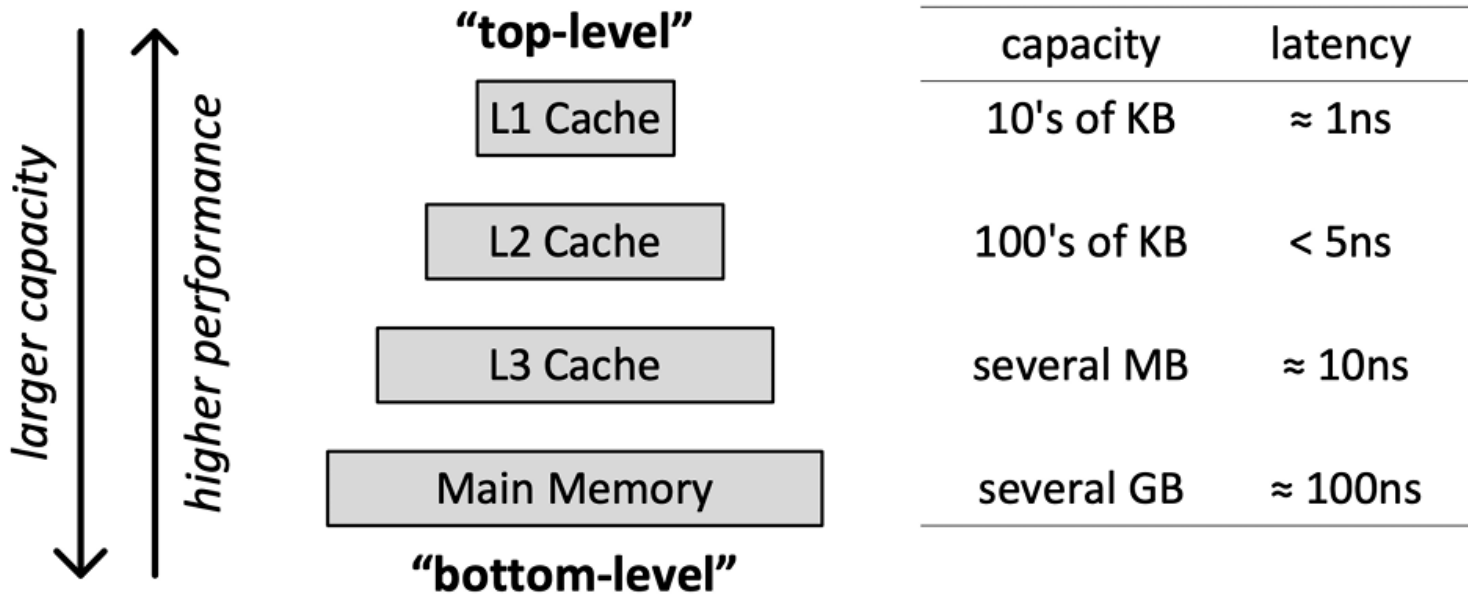 larger capacity
higher performance
“top-level”
L1 Cache
L2 Cache
L3 Cache
Main Memory
“bottom-level”
capacity latency
10's of KB ≈ 1ns
100's of KB < 5ns
several MB ≈ 10ns
several GB ≈ 100ns